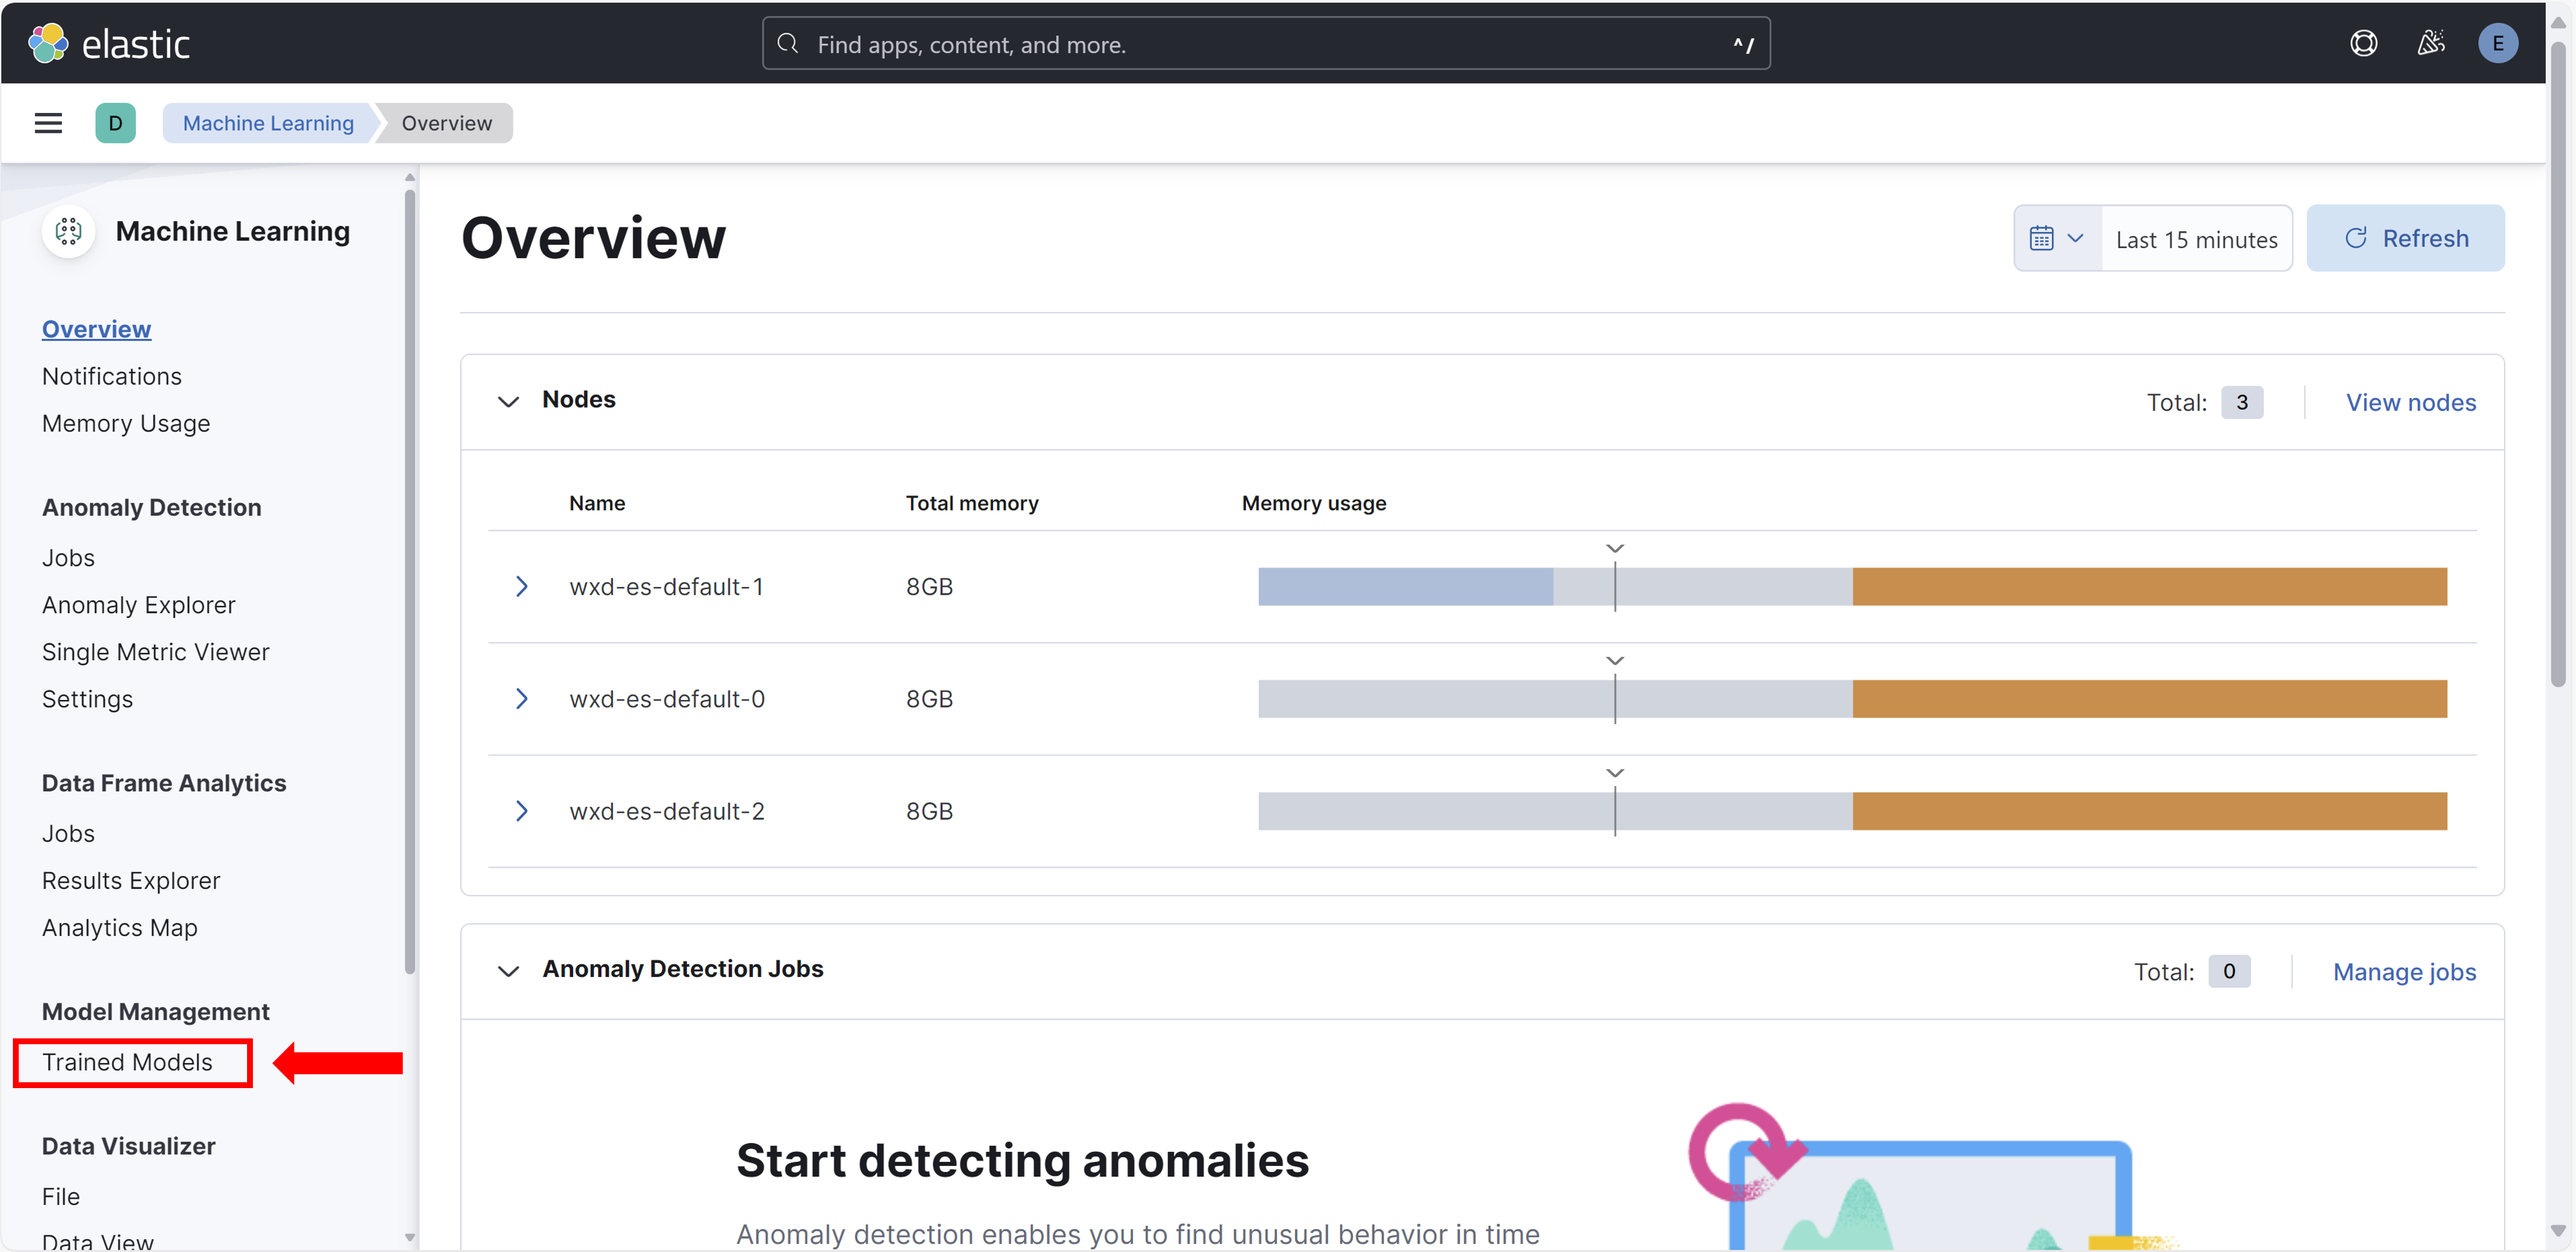 elastic
Find apps, content, and more.
^/
E
D
Machine Learning
Overview
Machine Learning
Overview
Notifications
Memory Usage
Anomaly Detection
Jobs
Anomaly Explorer
Single Metric Viewer
Settings
Data Frame Analytics
Jobs
Results Explorer
Analytics Map
Model Management
Trained Models
Data Visualizer
File
Data View
Overview
Last 15 minutes
Refresh
Nodes
Total: 3
View nodes
Name Total memory Memory usage
wxd-es-default-1 8GB
wxd-es-default-0 8GB
wxd-es-default-2 8GB
Anomaly Detection Jobs
Total: 0
Manage jobs
Start detecting anomalies
Anomaly detection enables you to find unusual behavior in time